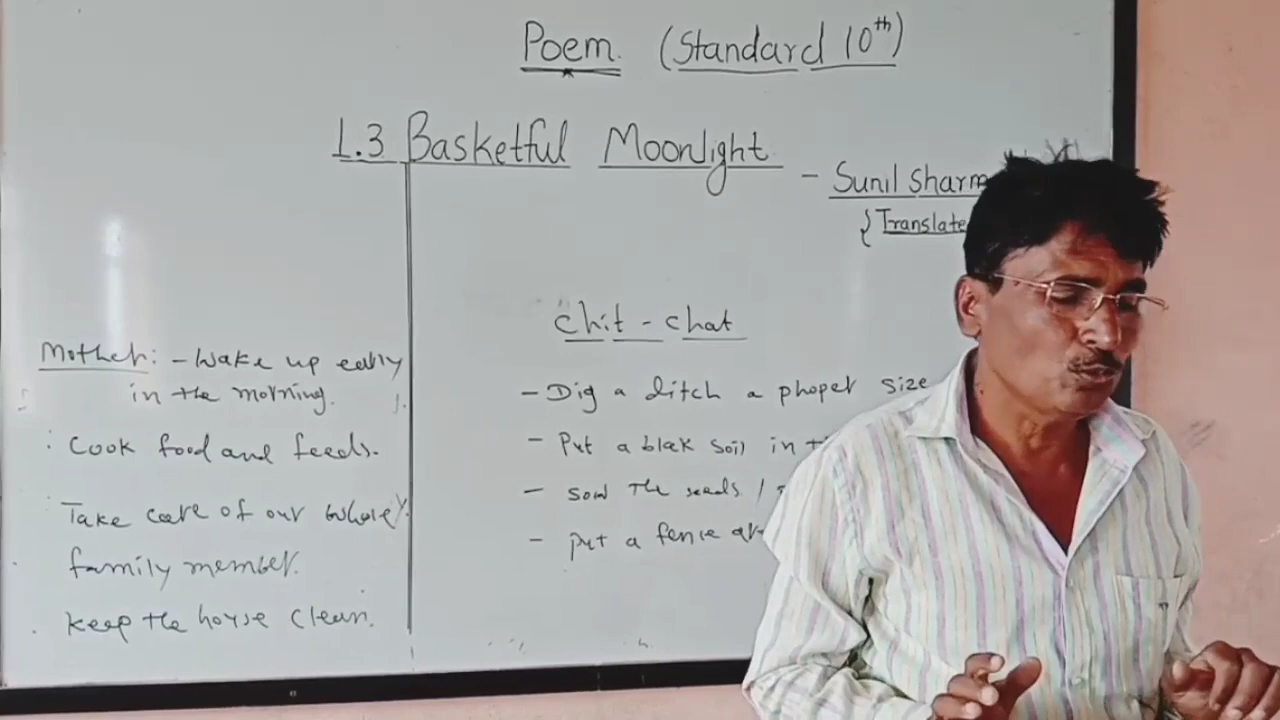 Poem (Standard 10th)
1.3 Basketful Moonlight
- Sunil Sharm
{Translate
Chit-chat
- Dig a ditch a proper size
- Put a blak soil in
- sow the seeds /
- put a fence
Mother: - Wake up early
in the morning.
Cook food and feeds.
Take care of our whole
family member.
Keep the house clean.